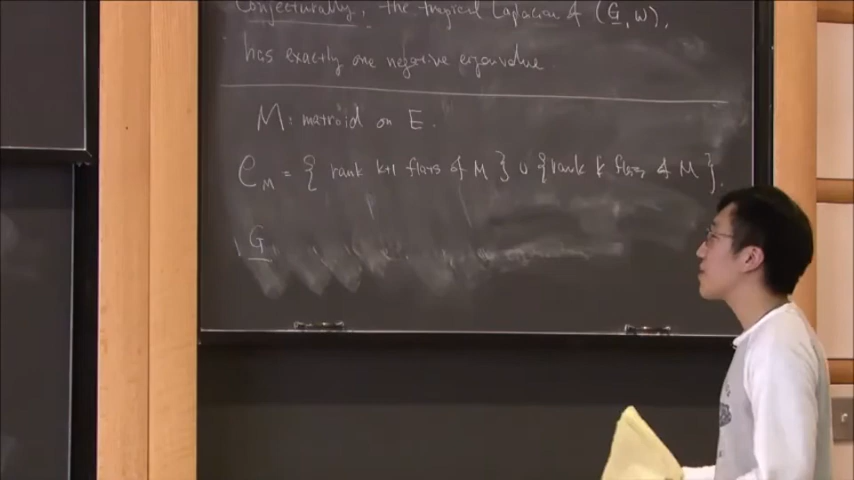 Conjecturally, the tropical Laplacian of (G, w),
has exactly one negative eigenvalue
M: matroid on E.
C_M = { rank k+1 flats of M } ∪ { rank k flats of M }.
G